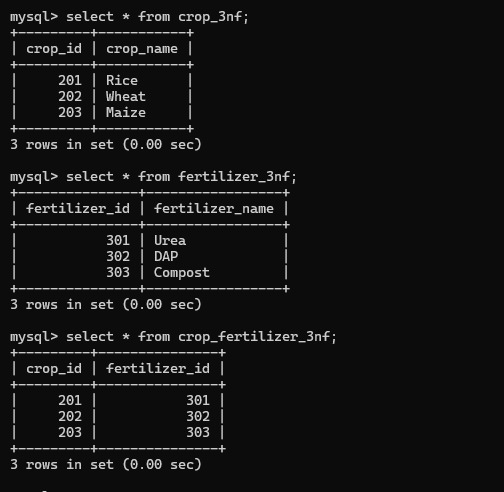 mysql> select * from crop_3nf;
+---------+-----------+
| crop_id | crop_name |
+---------+-----------+
|     201 | Rice      |
|     202 | Wheat     |
|     203 | Maize     |
+---------+-----------+
3 rows in set (0.00 sec)

mysql> select * from fertilizer_3nf;
+---------------+-----------------+
| fertilizer_id | fertilizer_name |
+---------------+-----------------+
|           301 | Urea            |
|           302 | DAP             |
|           303 | Compost         |
+---------------+-----------------+
3 rows in set (0.00 sec)

mysql> select * from crop_fertilizer_3nf;
+---------+---------------+
| crop_id | fertilizer_id |
+---------+---------------+
|     201 |           301 |
|     202 |           302 |
|     203 |           303 |
+---------+---------------+
3 rows in set (0.00 sec)